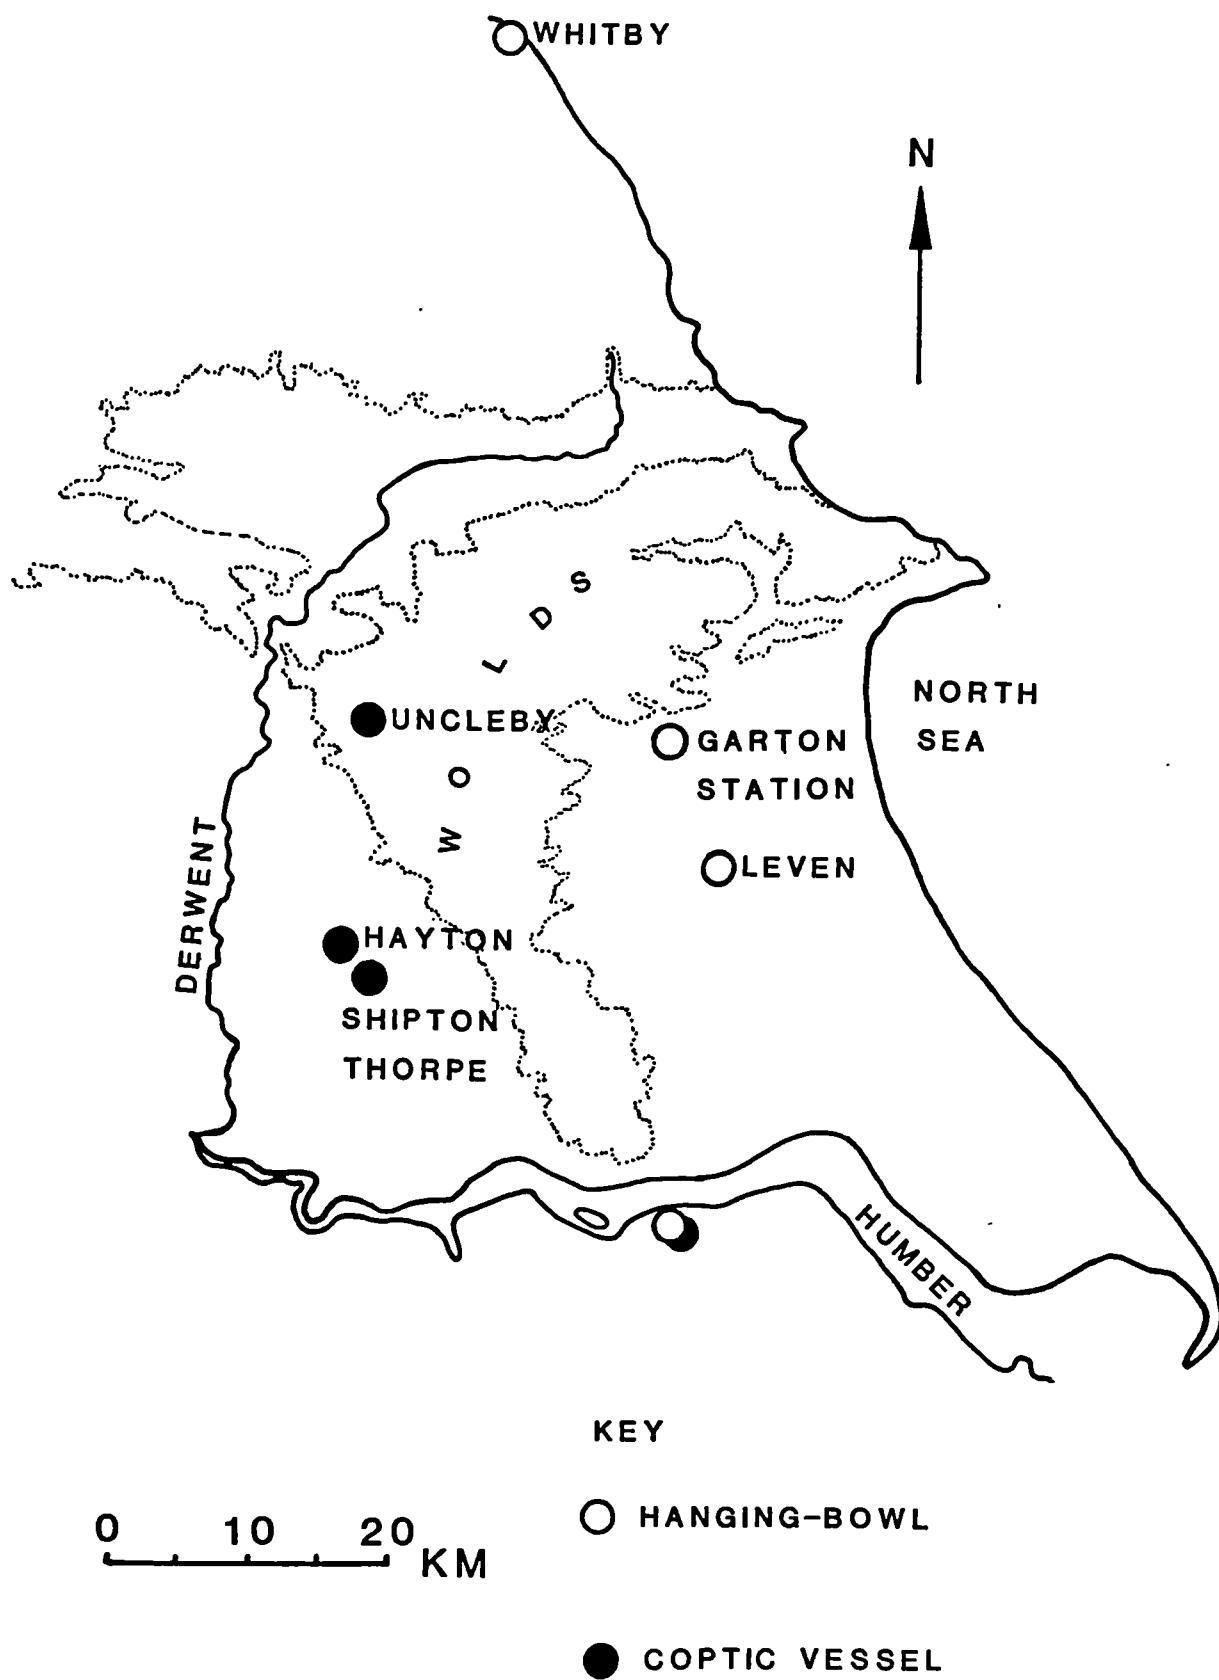 WHITBY
N
WOLDS
NORTH
SEA
UNCLEBY
GARTON
STATION
LEVEN
DERWENT
HAYTON
SHIPTON
THORPE
HUMBER
KEY
HANGING-BOWL
0 10 20
KM
COPTIC VESSEL